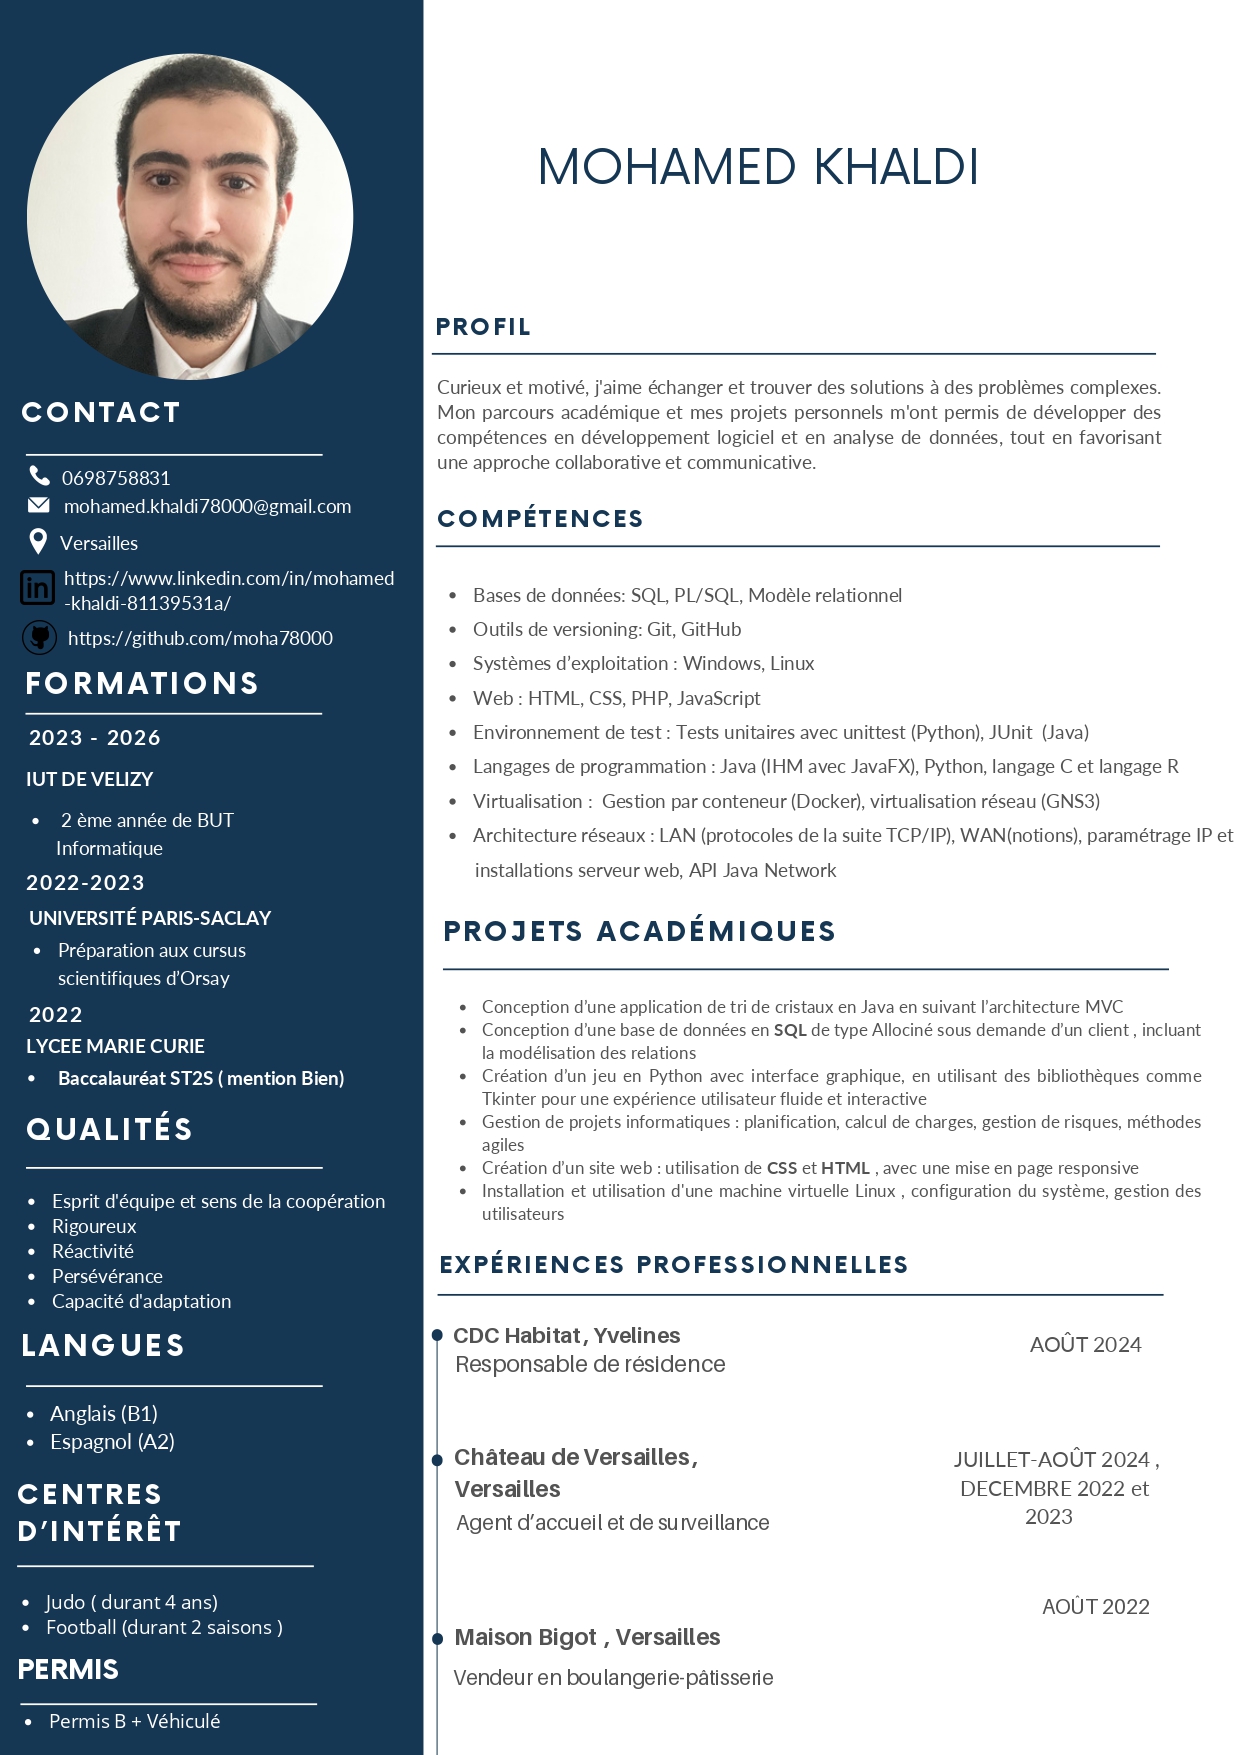 MOHAMED KHALDI
CONTACT
0698758831
mohamed.khaldi78000@gmail.com
Versailles
in
https://www.linkedin.com/in/mohamed
-khaldi-81139531a/
https://github.com/moha78000
FORMATIONS
2023 - 2026
IUT DE VELIZY
• 2 ème année de BUT
Informatique
2022-2023
UNIVERSITÉ PARIS-SACLAY
• Préparation aux cursus
scientifiques d’Orsay
2022
LYCEE MARIE CURIE
• Baccalauréat ST2S ( mention Bien)
QUALITÉS
• Esprit d'équipe et sens de la coopération
• Rigoureux
• Réactivité
• Persévérance
• Capacité d'adaptation
LANGUES
• Anglais (B1)
• Espagnol (A2)
CENTRES
D’INTÉRÊT
• Judo ( durant 4 ans)
• Football (durant 2 saisons )
PERMIS
• Permis B + Véhiculé
PROFIL
Curieux et motivé, j'aime échanger et trouver des solutions à des problèmes complexes.
Mon parcours académique et mes projets personnels m'ont permis de développer des
compétences en développement logiciel et en analyse de données, tout en favorisant
une approche collaborative et communicative.
COMPÉTENCES
• Bases de données: SQL, PL/SQL, Modèle relationnel
• Outils de versioning: Git, GitHub
• Systèmes d’exploitation : Windows, Linux
• Web : HTML, CSS, PHP, JavaScript
• Environnement de test : Tests unitaires avec unittest (Python), JUnit (Java)
• Langages de programmation : Java (IHM avec JavaFX), Python, langage C et langage R
• Virtualisation : Gestion par conteneur (Docker), virtualisation réseau (GNS3)
• Architecture réseaux : LAN (protocoles de la suite TCP/IP), WAN(notions), paramétrage IP et
installations serveur web, API Java Network
PROJETS ACADÉMIQUES
• Conception d’une application de tri de cristaux en Java en suivant l’architecture MVC
• Conception d’une base de données en SQL de type Allociné sous demande d’un client , incluant
la modélisation des relations
• Création d’un jeu en Python avec interface graphique, en utilisant des bibliothèques comme
Tkinter pour une expérience utilisateur fluide et interactive
• Gestion de projets informatiques : planification, calcul de charges, gestion de risques, méthodes
agiles
• Création d’un site web : utilisation de CSS et HTML , avec une mise en page responsive
• Installation et utilisation d'une machine virtuelle Linux , configuration du système, gestion des
utilisateurs
EXPÉRIENCES PROFESSIONNELLES
CDC Habitat, Yvelines
AOÛT 2024
Responsable de résidence
Château de Versailles,
Versailles
JUILLET-AOÛT 2024 ,
DECEMBRE 2022 et
2023
Agent d’accueil et de surveillance
AOÛT 2022
Maison Bigot , Versailles
Vendeur en boulangerie-pâtisserie